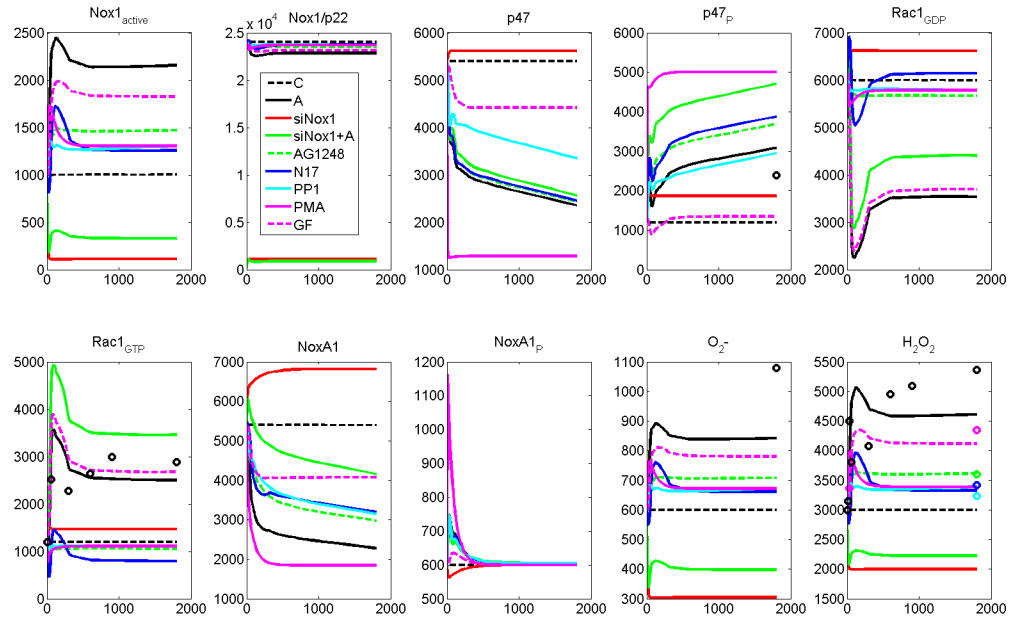 Nox1active Nox1/p22 p47 p47P Rac1GDP
2500 2000 1500 1000 500 0
0 1000 2000
x 10^4
2.5 2 1.5 1 0.5 0
0 1000 2000
C
A
siNox1
siNox1+A
AG1248
N17
PP1
PMA
GF
6000 5000 4000 3000 2000 1000
0 1000 2000
6000 5000 4000 3000 2000 1000 0
0 1000 2000
7000 6000 5000 4000 3000 2000
0 1000 2000
Rac1GTP NoxA1 NoxA1P O2- H2O2
5000 4000 3000 2000 1000 0
0 1000 2000
7000 6000 5000 4000 3000 2000 1000
0 1000 2000
1200 1100 1000 900 800 700 600 500
0 1000 2000
1100 1000 900 800 700 600 500 400 300
0 1000 2000
5500 5000 4500 4000 3500 3000 2500 2000 1500
0 1000 2000